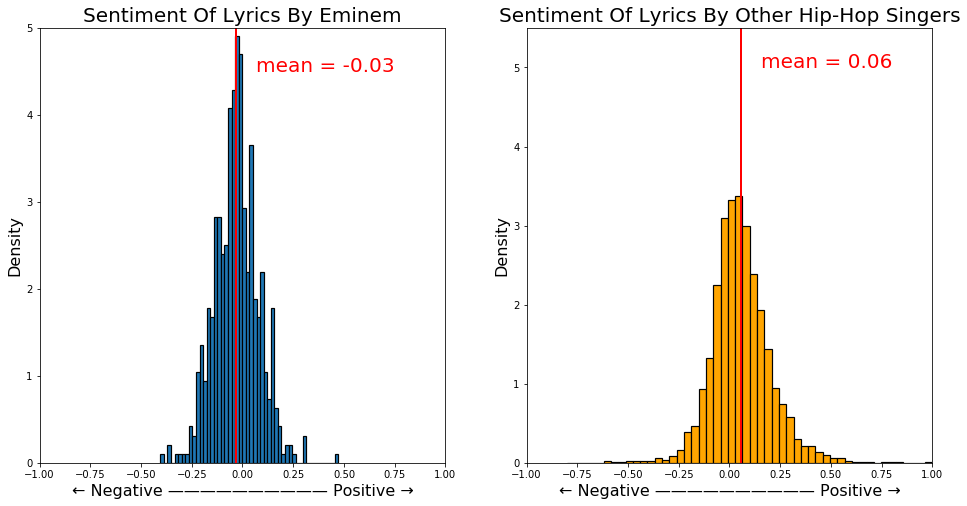 Sentiment Of Lyrics By Eminem
mean = -0.03
Density
5
4
3
2
1
0
−1.00 −0.75 −0.50 −0.25 0.00 0.25 0.50 0.75 1.00
← Negative —————————— Positive →
Sentiment Of Lyrics By Other Hip-Hop Singers
mean = 0.06
Density
5
4
3
2
1
0
−1.00 −0.75 −0.50 −0.25 0.00 0.25 0.50 0.75 1.00
← Negative —————————— Positive →